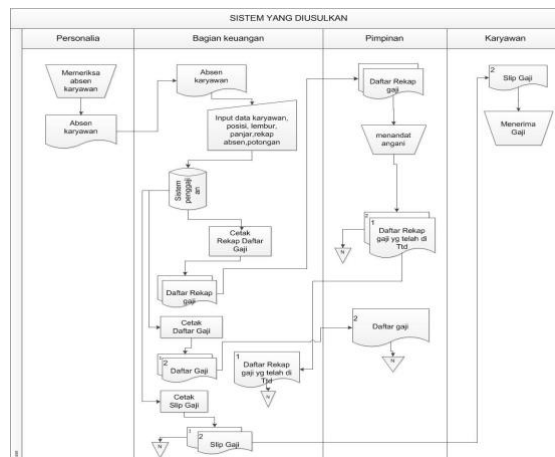 SISTEM YANG DIUSULKAN
Personalia
Bagian keuangan
Pimpinan
Karyawan
Memeriksa
absen
karyawan
Absen
karyawan
Absen
karyawan
Input data karyawan,
posisi, lembur,
panjar,rekap
absen,potongan
Sistem
penggaji
an
Cetak
Rekap Daftar
Gaji
Daftar Rekap
gaji
Cetak
Daftar Gaji
1
2
Daftar Gaji
Cetak
Slip Gaji
1
2
Slip Gaji
N
1
Daftar Rekap
gaji yg telah di
Ttd
N
Daftar Rekap
gaji
menandat
angani
2
1
Daftar Rekap
gaji yg telah di
Ttd
N
2
Daftar gaji
N
2
Slip Gaji
Menerima
Gaji